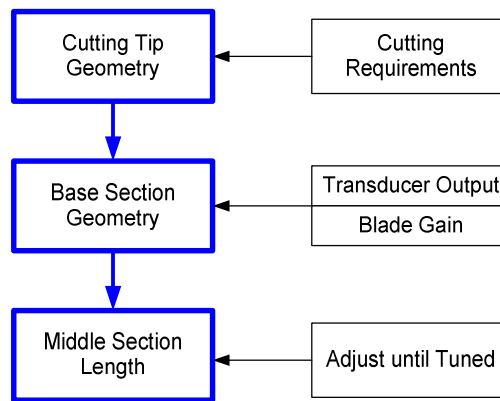 Cutting Tip
Geometry
Cutting
Requirements
Base Section
Geometry
Transducer Output
Blade Gain
Middle Section
Length
Adjust until Tuned